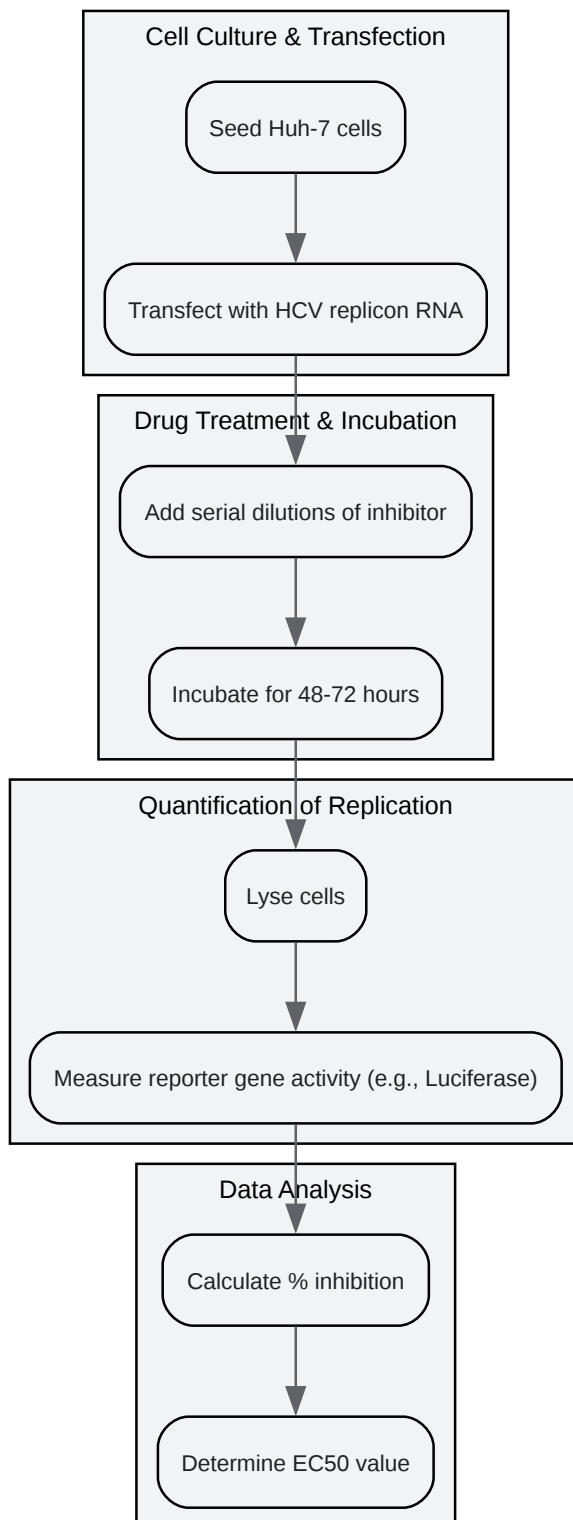 Cell Culture & Transfection
Seed Huh-7 cells
Transfect with HCV replicon RNA
Drug Treatment & Incubation
Add serial dilutions of inhibitor
Incubate for 48-72 hours
Quantification of Replication
Lyse cells
Measure reporter gene activity (e.g., Luciferase)
Data Analysis
Calculate % inhibition
Determine EC50 value